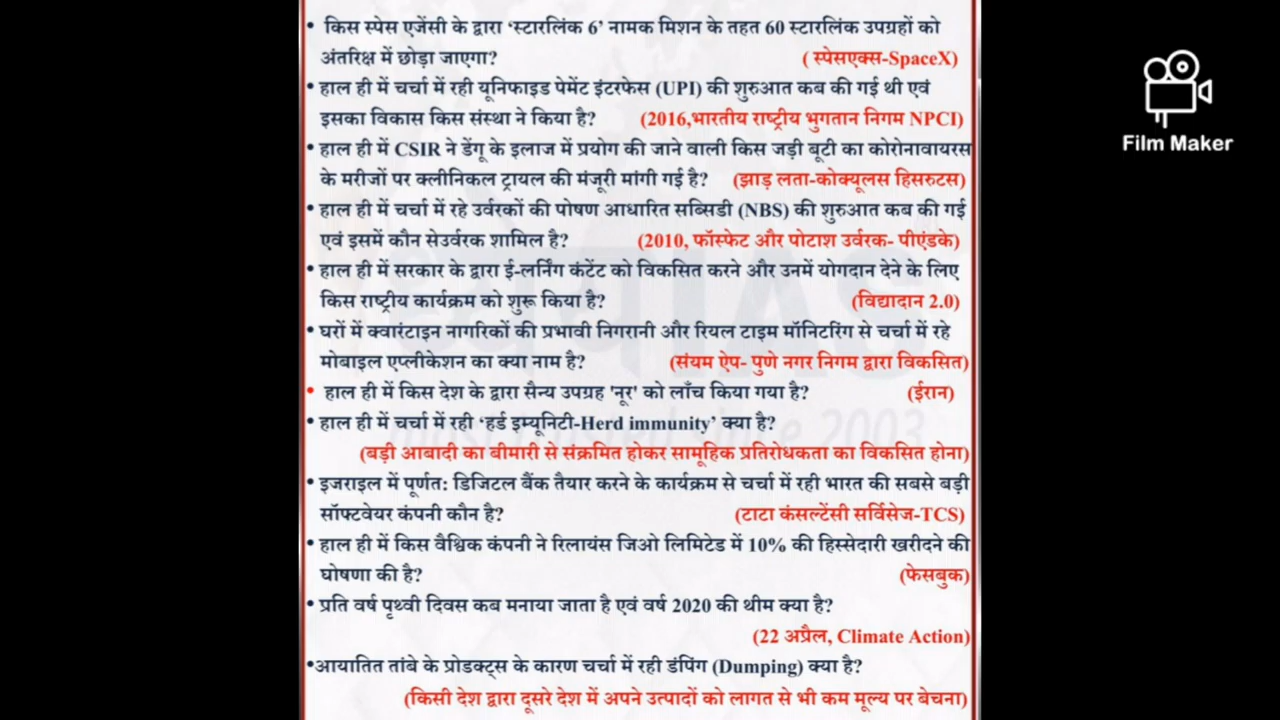 • किस स्पेस एजेंसी के द्वारा ‘स्टारलिंक 6’ नामक मिशन के तहत 60 स्टारलिंक उपग्रहों को
अंतरिक्ष में छोड़ा जाएगा? ( स्पेसएक्स-SpaceX)
• हाल ही में चर्चा में रही यूनिफाइड पेमेंट इंटरफेस (UPI) की शुरुआत कब की गई थी एवं
इसका विकास किस संस्था ने किया है? (2016,भारतीय राष्ट्रीय भुगतान निगम NPCI)
• हाल ही में CSIR ने डेंगू के इलाज में प्रयोग की जाने वाली किस जड़ी बूटी का कोरोनावायरस
के मरीजों पर क्लीनिकल ट्रायल की मंजूरी मांगी गई है? (झाड़ लता-कोक्यूलस हिसरुटस)
• हाल ही में चर्चा में रहे उर्वरकों की पोषण आधारित सब्सिडी (NBS) की शुरुआत कब की गई
एवं इसमें कौन सेउर्वरक शामिल है? (2010, फॉस्फेट और पोटाश उर्वरक- पीएंडके)
• हाल ही में सरकार के द्वारा ई-लर्निंग कंटेंट को विकसित करने और उनमें योगदान देने के लिए
किस राष्ट्रीय कार्यक्रम को शुरू किया है? (विद्यादान 2.0)
• घरों में क्वारंटाइन नागरिकों की प्रभावी निगरानी और रियल टाइम मॉनिटरिंग से चर्चा में रहे
मोबाइल एप्लीकेशन का क्या नाम है? (संयम ऐप- पुणे नगर निगम द्वारा विकसित)
• हाल ही में किस देश के द्वारा सैन्य उपग्रह 'नूर' को लाँच किया गया है? (ईरान)
• हाल ही में चर्चा में रही ‘हर्ड इम्यूनिटी-Herd immunity’ क्या है?
(बड़ी आबादी का बीमारी से संक्रमित होकर सामूहिक प्रतिरोधकता का विकसित होना)
• इजराइल में पूर्णत: डिजिटल बैंक तैयार करने के कार्यक्रम से चर्चा में रही भारत की सबसे बड़ी
सॉफ्टवेयर कंपनी कौन है? (टाटा कंसल्टेंसी सर्विसेज-TCS)
• हाल ही में किस वैश्विक कंपनी ने रिलायंस जिओ लिमिटेड में 10% की हिस्सेदारी खरीदने की
घोषणा की है? (फेसबुक)
• प्रति वर्ष पृथ्वी दिवस कब मनाया जाता है एवं वर्ष 2020 की थीम क्या है?
(22 अप्रैल, Climate Action)
•आयातित तांबे के प्रोडक्ट्स के कारण चर्चा में रही डंपिंग (Dumping) क्या है?
(किसी देश द्वारा दूसरे देश में अपने उत्पादों को लागत से भी कम मूल्य पर बेचना)
Film Maker